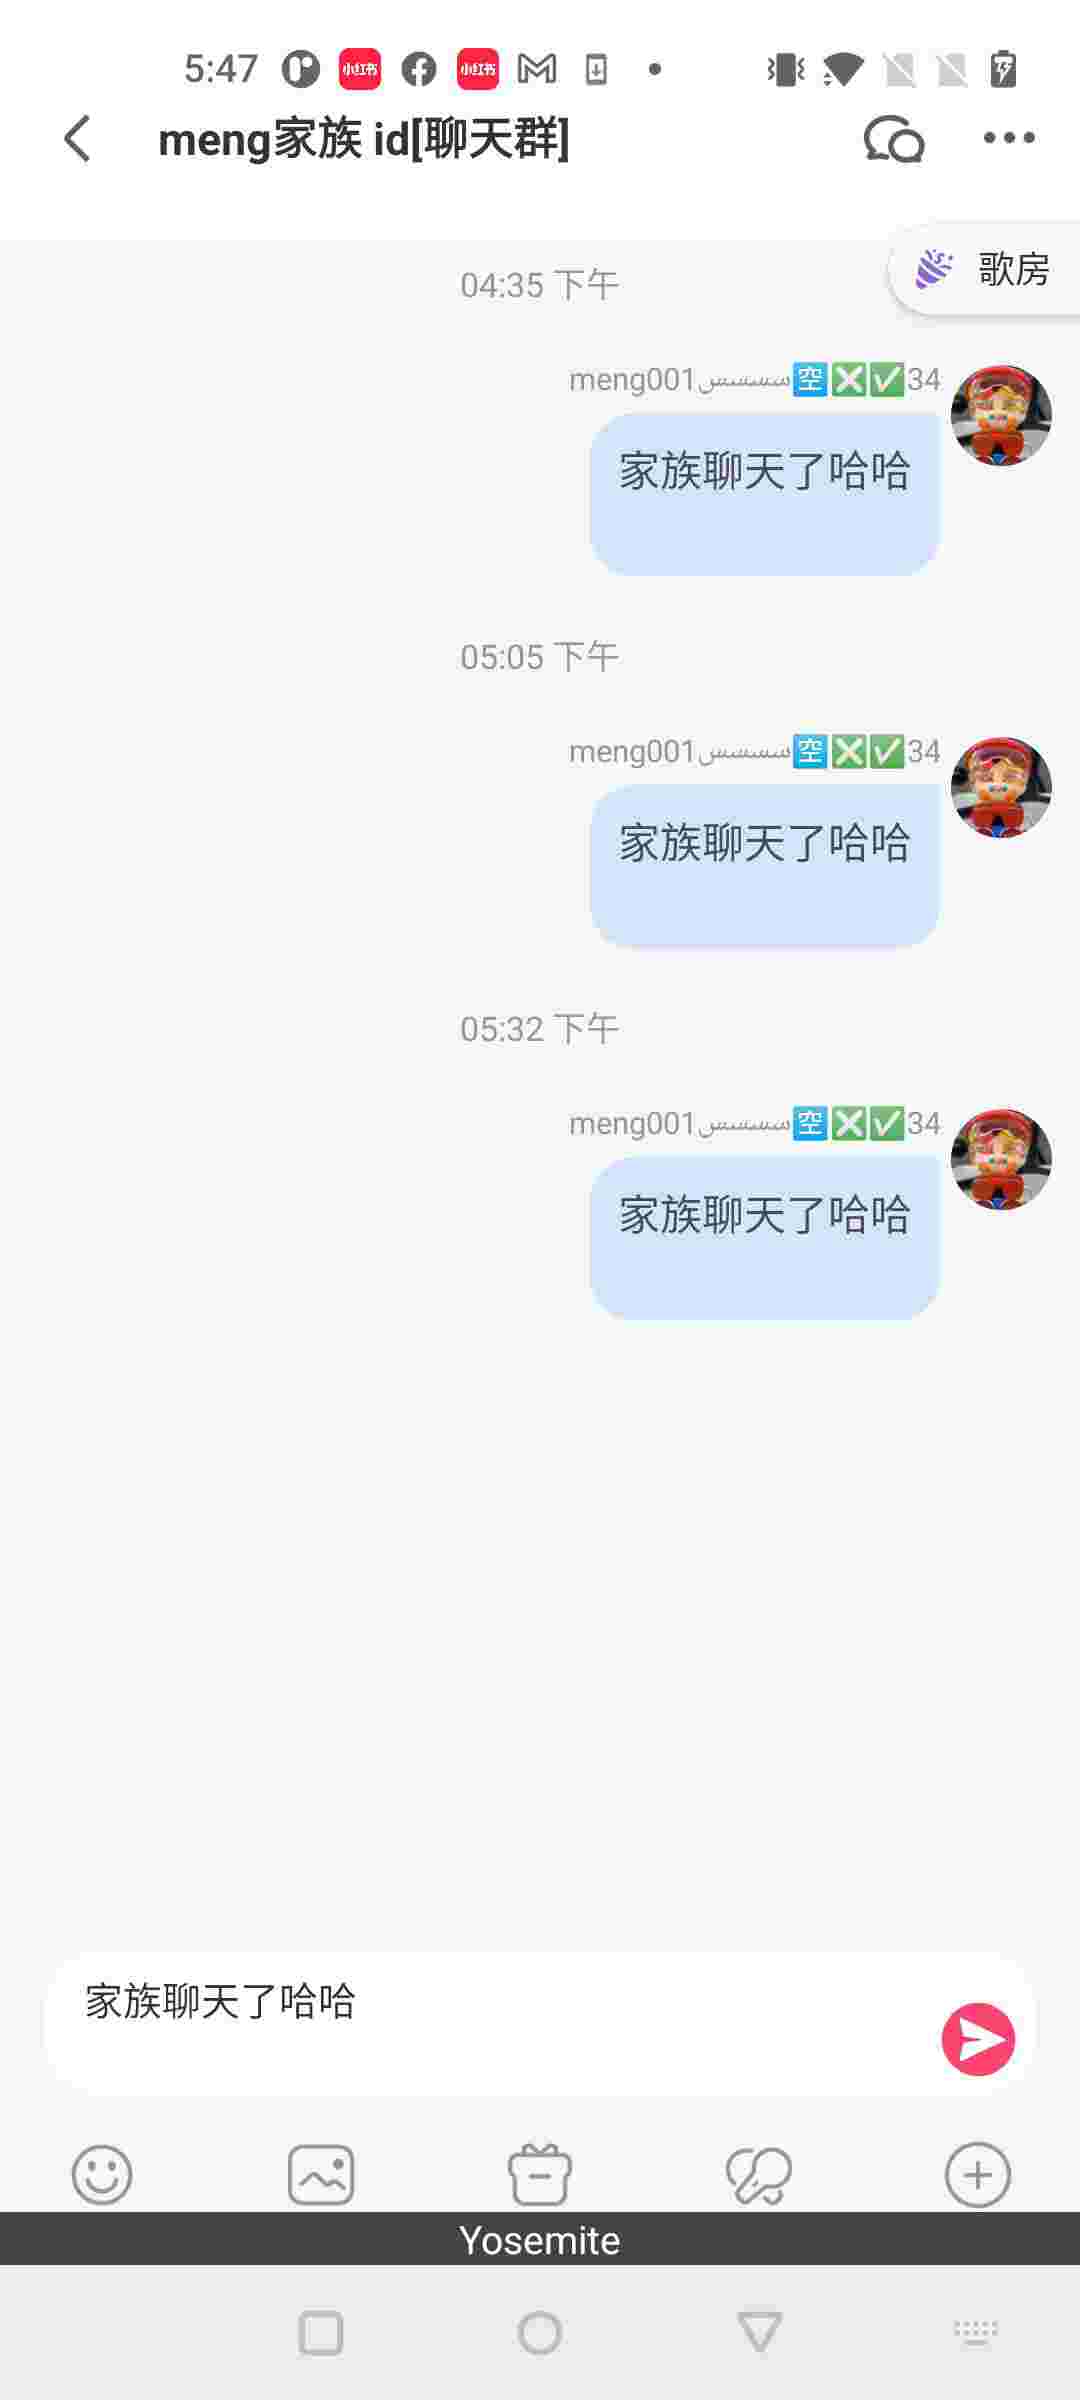 5:47 小红书 小红书
meng家族 id[聊天群]
歌房
04:35 下午
meng001سسسس🈳❎✅34
家族聊天了哈哈
05:05 下午
meng001سسسس🈳❎✅34
家族聊天了哈哈
05:32 下午
meng001سسسس🈳❎✅34
家族聊天了哈哈
家族聊天了哈哈
Yosemite